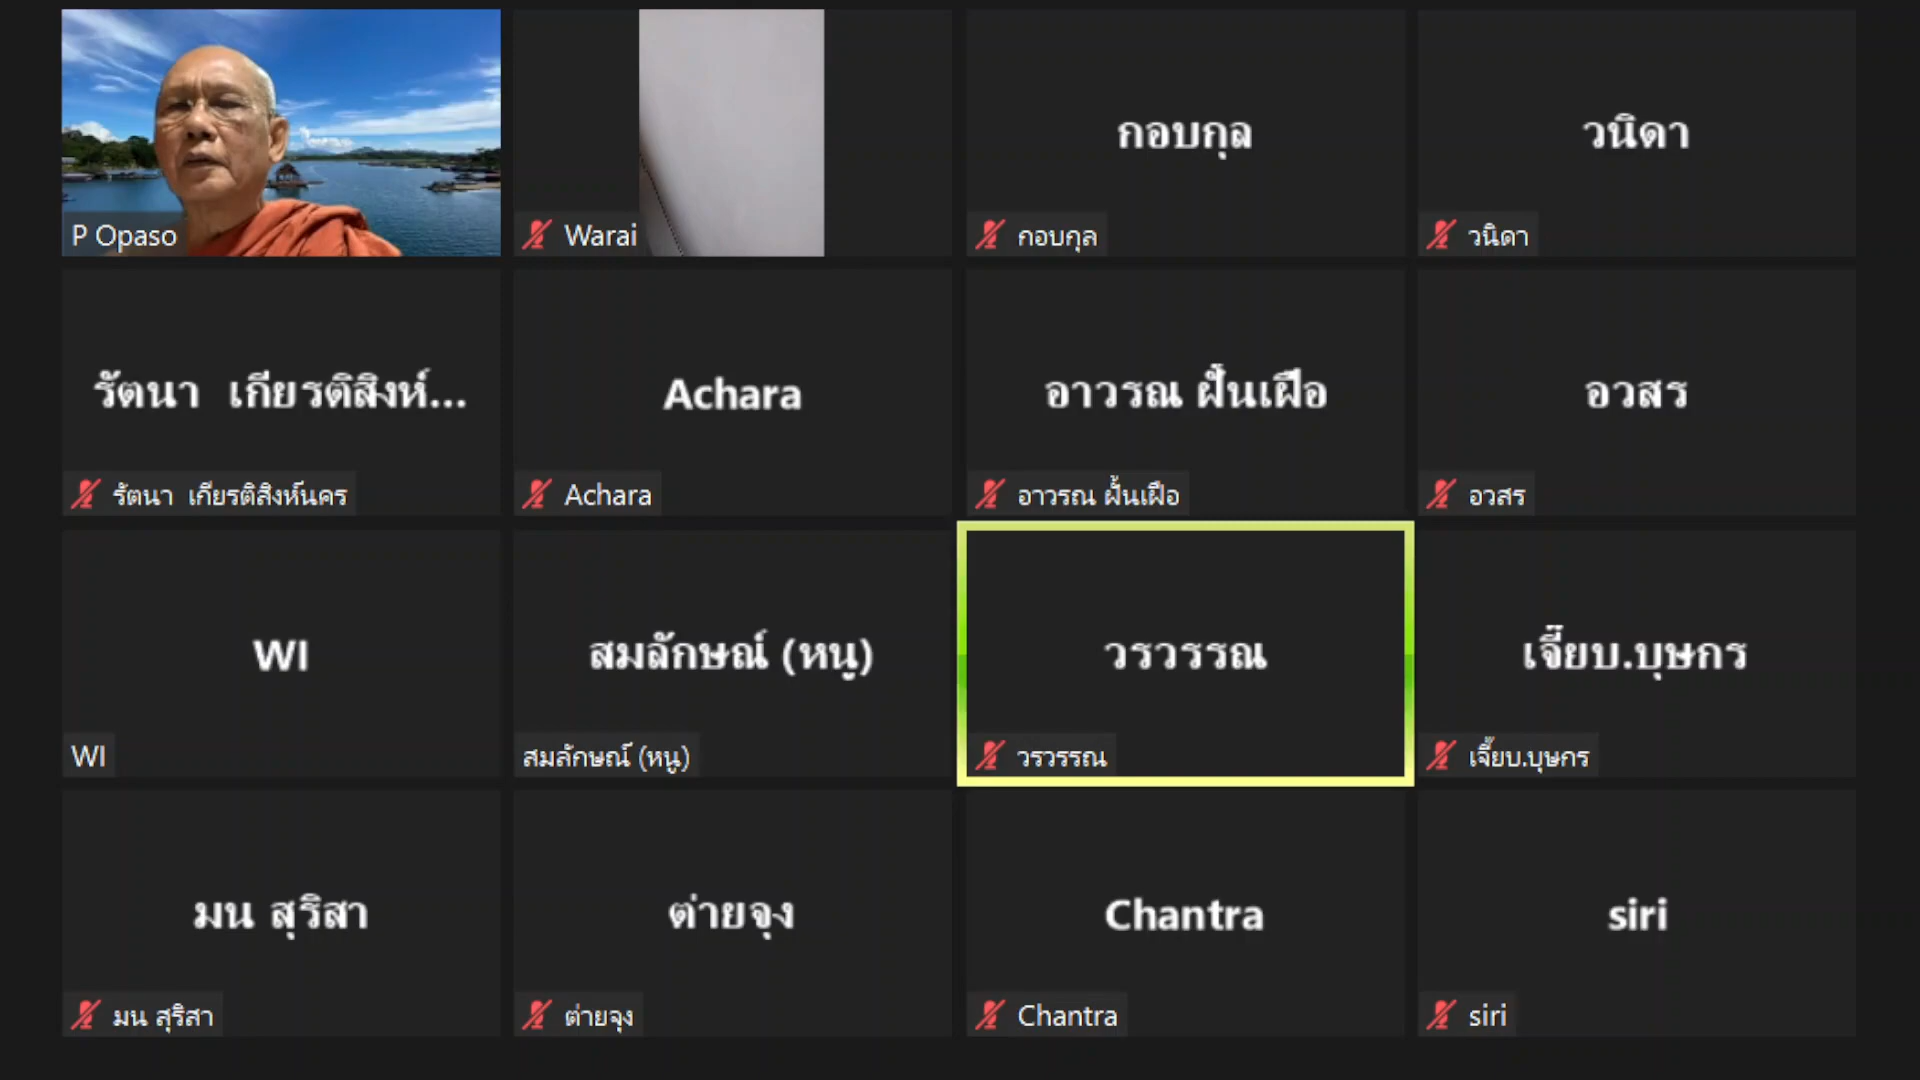 P Opaso
Warai
กอบกุล
กอบกุล
วนิดา
วนิดา
รัตนา  เกียรติสิงห์...
รัตนา  เกียรติสิงห์นคร
Achara
Achara
อาวรณ ฝั้นเฝือ
อาวรณ ฝั้นเฝือ
อวสร
อวสร
WI
WI
สมลักษณ์ (หนู)
สมลักษณ์ (หนู)
วรวรรณ
วรวรรณ
เจี๊ยบ.บุษกร
เจี๊ยบ.บุษกร
มน สุริสา
มน สุริสา
ต่ายจุง
ต่ายจุง
Chantra
Chantra
siri
siri